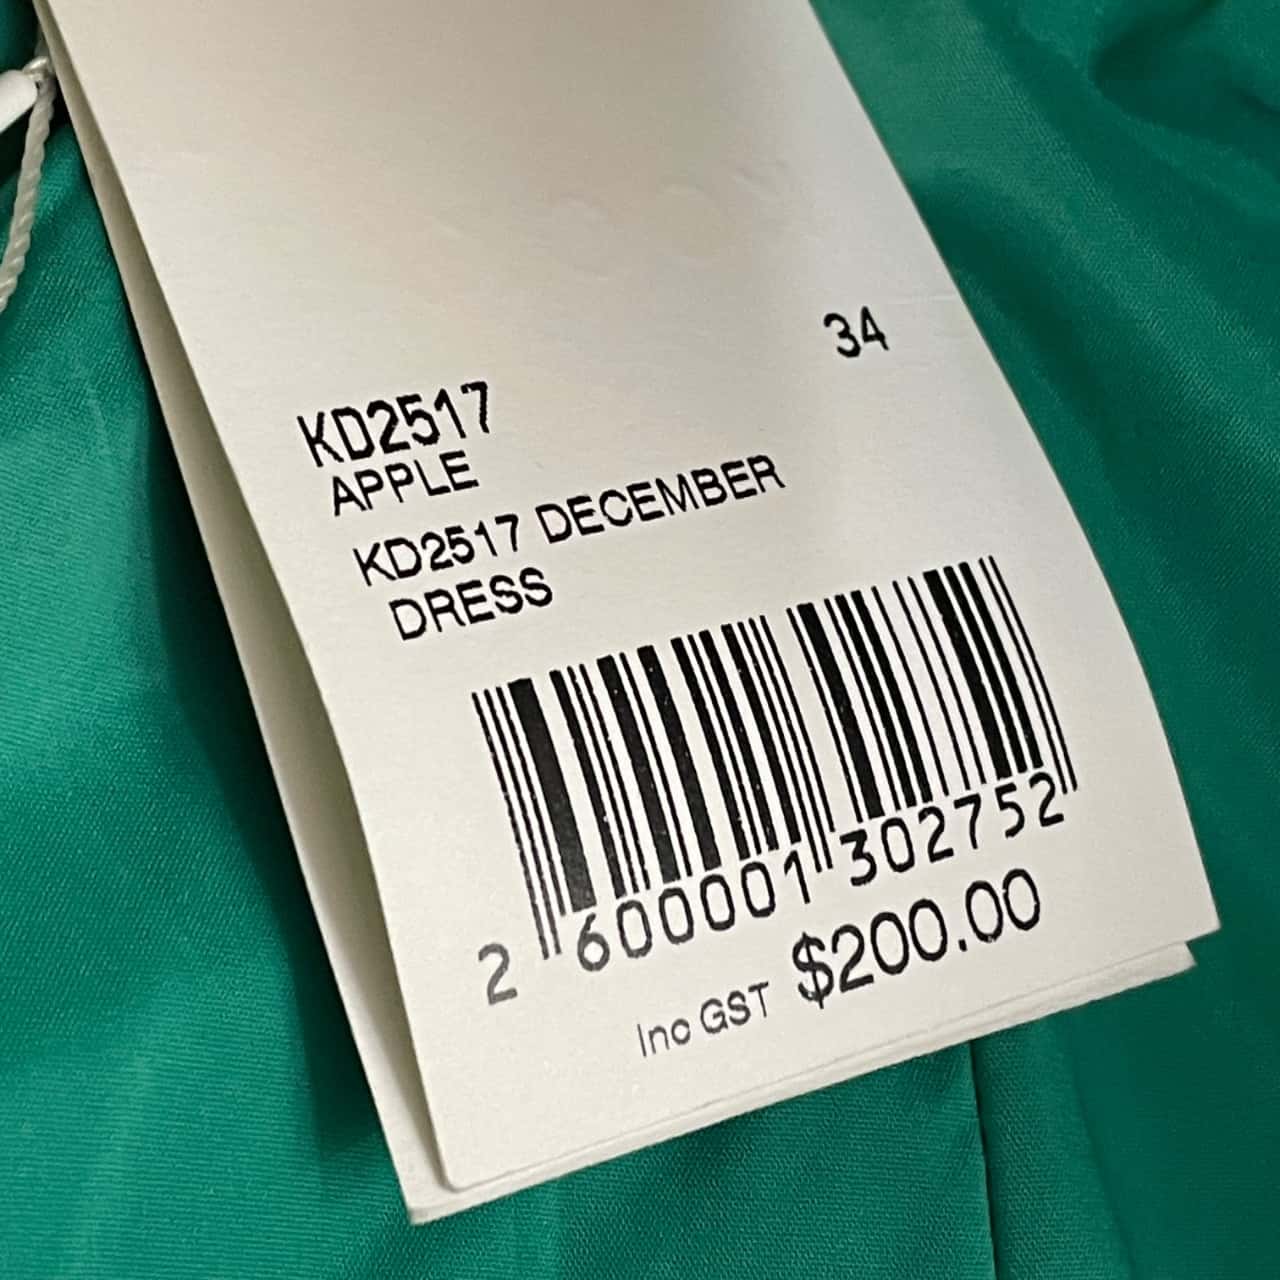 34
KD2517
APPLE
KD2517 DECEMBER
DRESS
2 600001 302752
Inc GST $200.00